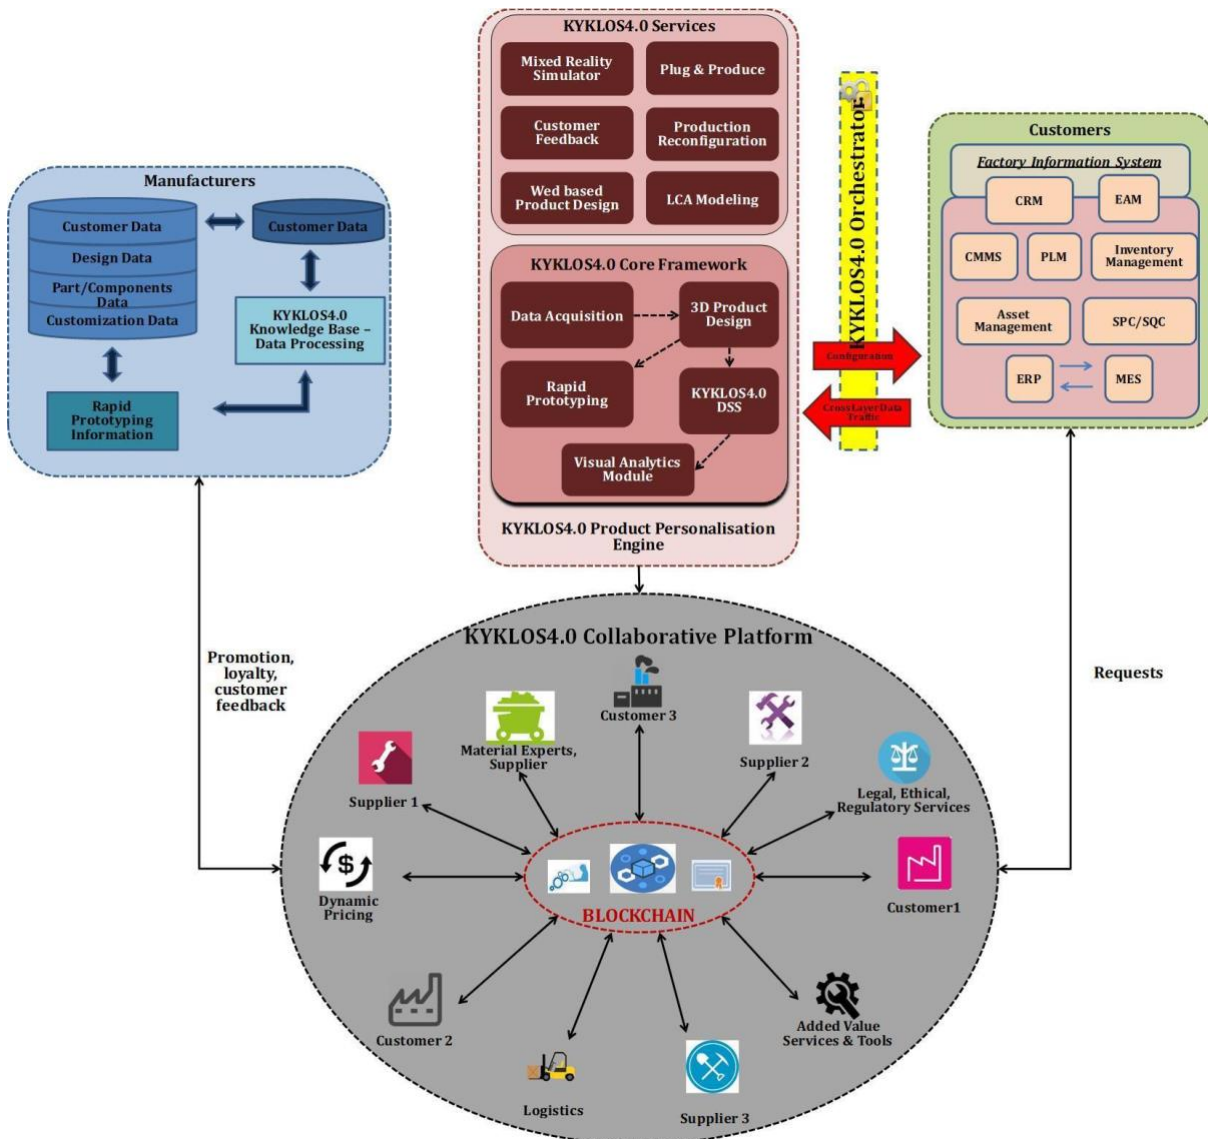 KYKLOS4.0 Services
Mixed Reality
Simulator
Plug & Produce
Customer
Feedback
Production
Reconfiguration
Wed based
Product Design
LCA Modeling
KYKLOS4.0 Core Framework
Data Acquisition
3D Product
Design
Rapid
Prototyping
KYKLOS4.0
DSS
Visual Analytics
Module
KYKLOS4.0 Product Personalisation
Engine
KYKLOS4.0 Orchestrator
Configuration
CrossLayerData
Traffic
Customers
Factory Information System
CRM
EAM
CMMS
PLM
Inventory
Management
Asset
Management
SPC/SQC
ERP
MES
Manufacturers
Customer Data
Design Data
Part/Components
Data
Customization Data
Customer Data
KYKLOS4.0
Knowledge Base –
Data Processing
Rapid
Prototyping
Information
Promotion,
loyalty,
customer
feedback
Requests
KYKLOS4.0 Collaborative Platform
Customer 3
Material Experts,
Supplier
Supplier 2
Supplier 1
Legal, Ethical,
Regulatory Services
$
Dynamic
Pricing
BLOCKCHAIN
Customer1
Customer 2
Added Value
Services & Tools
Logistics
Supplier 3